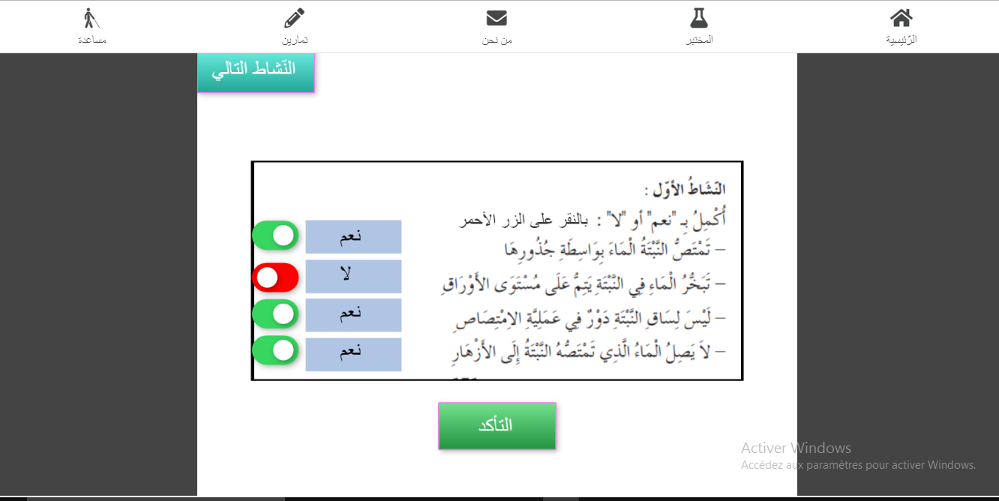 الرّئيسية
المختبر
من نحن
تمارين
مساعدة
النّشاط التالي
النّشَاطُ الأوّل :
أُكْمِلُ بِـ "نعم" أو "لا" : بالنقر على الزر الأحمر
– تَمْتَصُّ النَّبْتَةُ الْمَاءَ بِوَاسِطَةِ جُذُورِهَا
نعم
– تَبَخُّرُ الْمَاءِ فِي النَّبْتَةِ يَتِمُّ عَلَى مُسْتَوَى الأَوْرَاقِ
لا
– لَيْسَ لِسَاقِ النَّبْتَةِ دَوْرٌ فِي عَمَلِيَّةِ الاِمْتِصَاصِ
نعم
– لاَ يَصِلُ الْمَاءُ الَّذِي تَمْتَصُّهُ النَّبْتَةُ إِلَى الأَزْهَارِ
نعم
التأكد
Activer Windows
Accédez aux paramètres pour activer Windows.